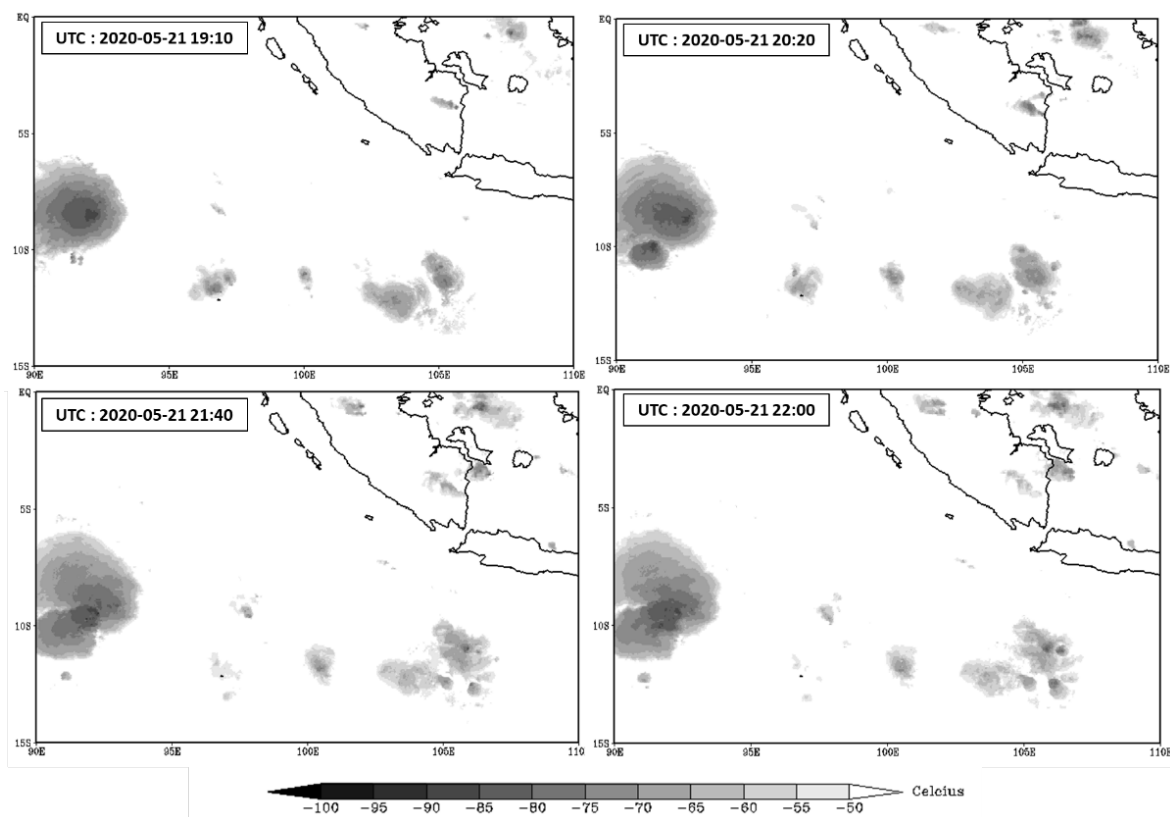 UTC : 2020-05-21 19:10
EQ
5S
10S
15S
90E 95E 100E 105E 110E
UTC : 2020-05-21 20:20
EQ
5S
10S
15S
90E 95E 100E 105E 110E
UTC : 2020-05-21 21:40
EQ
5S
10S
15S
90E 95E 100E 105E 110E
UTC : 2020-05-21 22:00
EQ
5S
10S
15S
90E 95E 100E 105E 110E
Celcius
-100 -95 -90 -85 -80 -75 -70 -65 -60 -55 -50